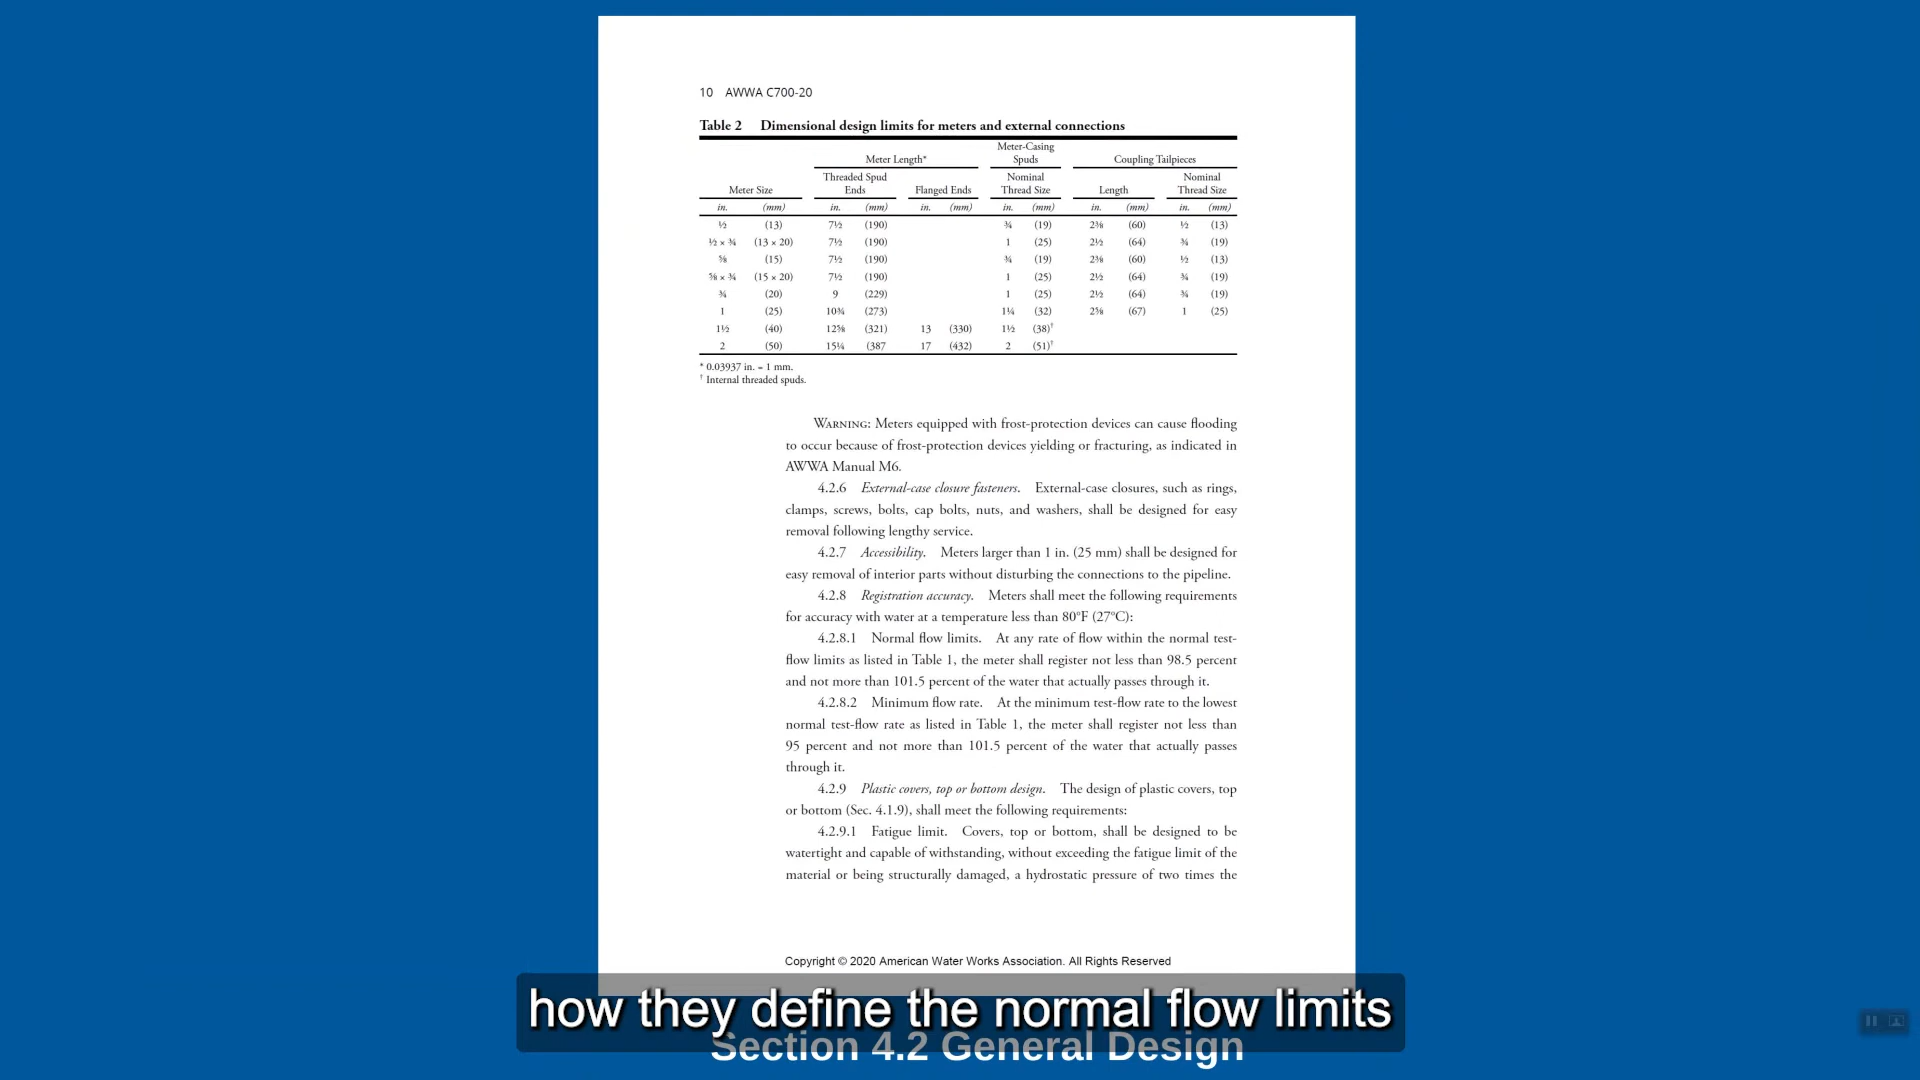 10 AWWA C700-20
Table 2 Dimensional design limits for meters and external connections
Meter Length* Meter-Casing Spuds Coupling Tailpieces
Meter Size Threaded Spud Ends Flanged Ends Nominal Thread Size Length Nominal Thread Size
in. (mm) in. (mm) in. (mm) in. (mm) in. (mm) in. (mm)
½ (13) 7½ (190) ¾ (19) 2⅜ (60) ½ (13)
½ × ¾ (13 × 20) 7½ (190) 1 (25) 2½ (64) ¾ (19)
⅝ (15) 7½ (190) ¾ (19) 2⅜ (60) ½ (13)
⅝ × ¾ (15 × 20) 7½ (190) 1 (25) 2½ (64) ¾ (19)
¾ (20) 9 (229) 1 (25) 2½ (64) ¾ (19)
1 (25) 10¾ (273) 1¼ (32) 2⅝ (67) 1 (25)
1½ (40) 12⅝ (321) 13 (330) 1½ (38)†
2 (50) 15¼ (387 17 (432) 2 (51)†
* 0.03937 in. = 1 mm.
† Internal threaded spuds.
WARNING: Meters equipped with frost-protection devices can cause flooding
to occur because of frost-protection devices yielding or fracturing, as indicated in
AWWA Manual M6.
4.2.6 External-case closure fasteners. External-case closures, such as rings,
clamps, screws, bolts, cap bolts, nuts, and washers, shall be designed for easy
removal following lengthy service.
4.2.7 Accessibility. Meters larger than 1 in. (25 mm) shall be designed for
easy removal of interior parts without disturbing the connections to the pipeline.
4.2.8 Registration accuracy. Meters shall meet the following requirements
for accuracy with water at a temperature less than 80°F (27°C):
4.2.8.1 Normal flow limits. At any rate of flow within the normal test-
flow limits as listed in Table 1, the meter shall register not less than 98.5 percent
and not more than 101.5 percent of the water that actually passes through it.
4.2.8.2 Minimum flow rate. At the minimum test-flow rate to the lowest
normal test-flow rate as listed in Table 1, the meter shall register not less than
95 percent and not more than 101.5 percent of the water that actually passes
through it.
4.2.9 Plastic covers, top or bottom design. The design of plastic covers, top
or bottom (Sec. 4.1.9), shall meet the following requirements:
4.2.9.1 Fatigue limit. Covers, top or bottom, shall be designed to be
watertight and capable of withstanding, without exceeding the fatigue limit of the
material or being structurally damaged, a hydrostatic pressure of two times the
Copyright © 2020 American Water Works Association. All Rights Reserved
how they define the normal flow limits
Section 4.2 General Design